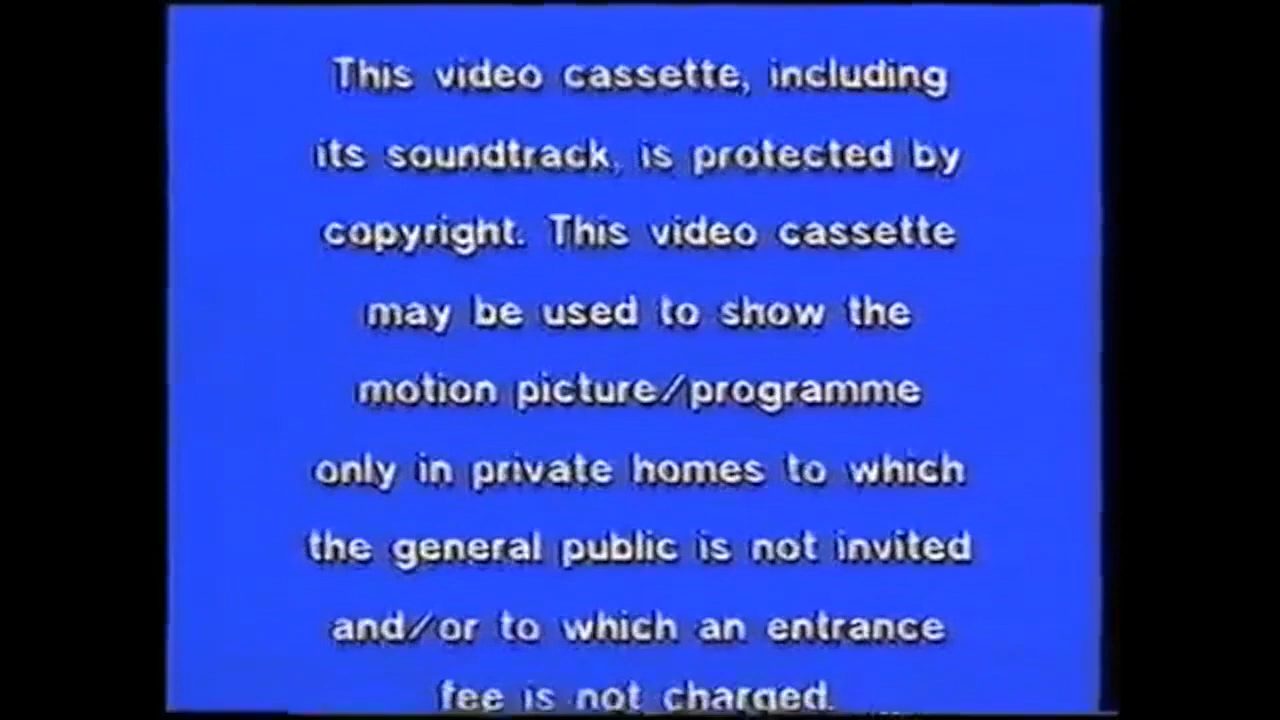 This video cassette, including
its soundtrack, is protected by
copyright. This video cassette
may be used to show the
motion picture/programme
only in private homes to which
the general public is not invited
and/or to which an entrance
fee is not charged.